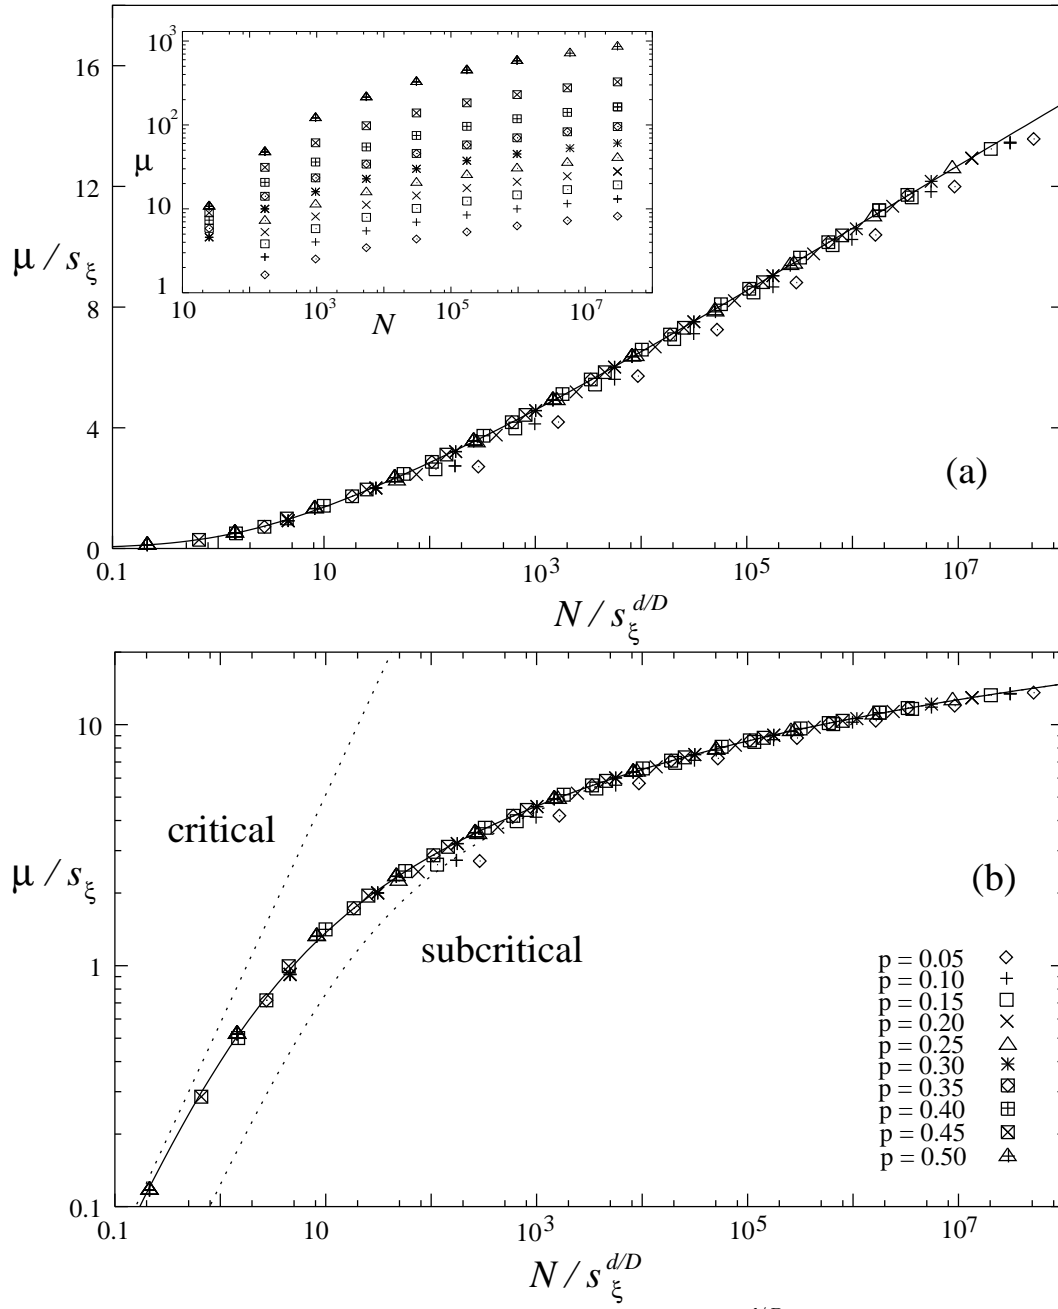 16
12
8
4
0
μ / s_ξ
10^3
10^2
10
1
μ
10 10^3 10^5 10^7
N
(a)
0.1 10 10^3 10^5 10^7
N / s_ξ^{d/D}
10
1
0.1
μ / s_ξ
critical
subcritical
(b)
p = 0.05
p = 0.10
p = 0.15
p = 0.20
p = 0.25
p = 0.30
p = 0.35
p = 0.40
p = 0.45
p = 0.50
0.1 10 10^3 10^5 10^7
N / s_ξ^{d/D}